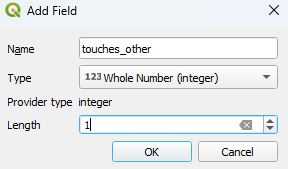 Add Field
Name touches_other
Type 123 Whole Number (integer)
Provider type integer
Length 1
OK Cancel